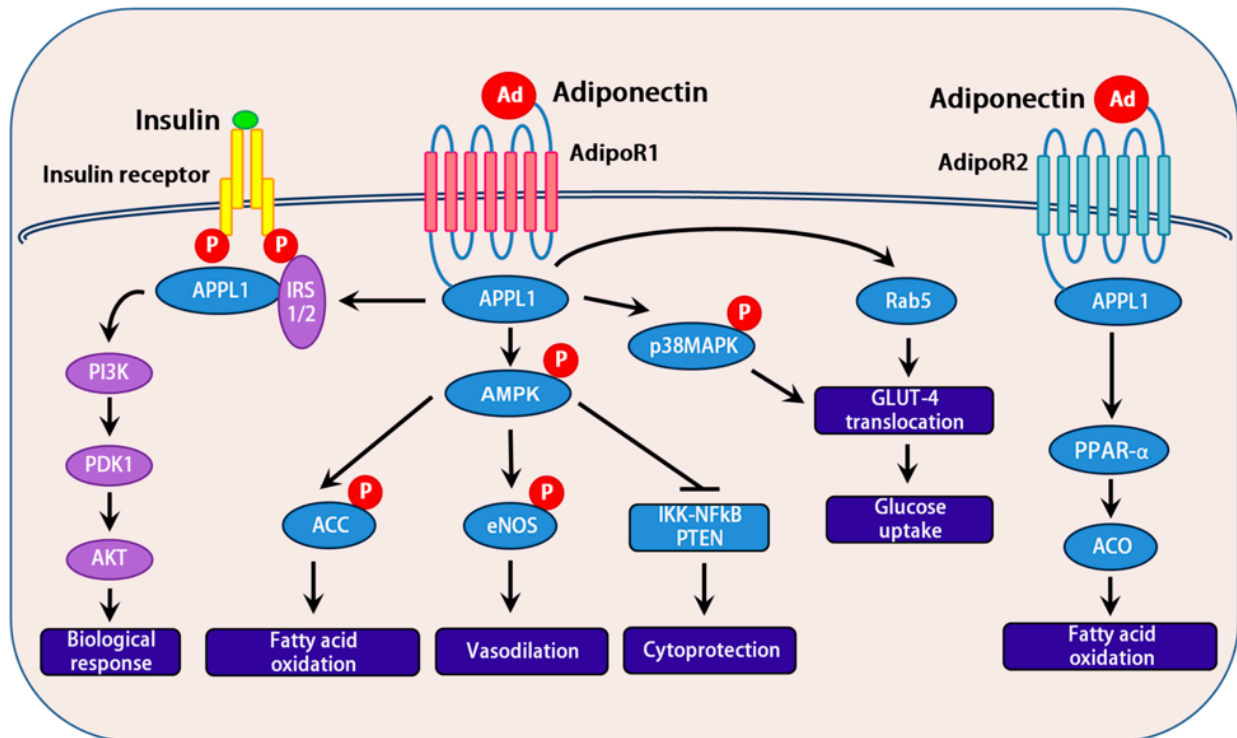 Ad
Adiponectin
Adiponectin
Ad
Insulin
AdipoR1
AdipoR2
Insulin receptor
P
P
APPL1
IRS
1/2
APPL1
Rab5
APPL1
P
p38MAPK
PI3K
P
AMPK
GLUT-4
translocation
PDK1
PPAR-α
P
ACC
P
eNOS
IKK-NFkB
PTEN
Glucose
uptake
AKT
ACO
Biological
response
Fatty acid
oxidation
Vasodilation
Cytoprotection
Fatty acid
oxidation